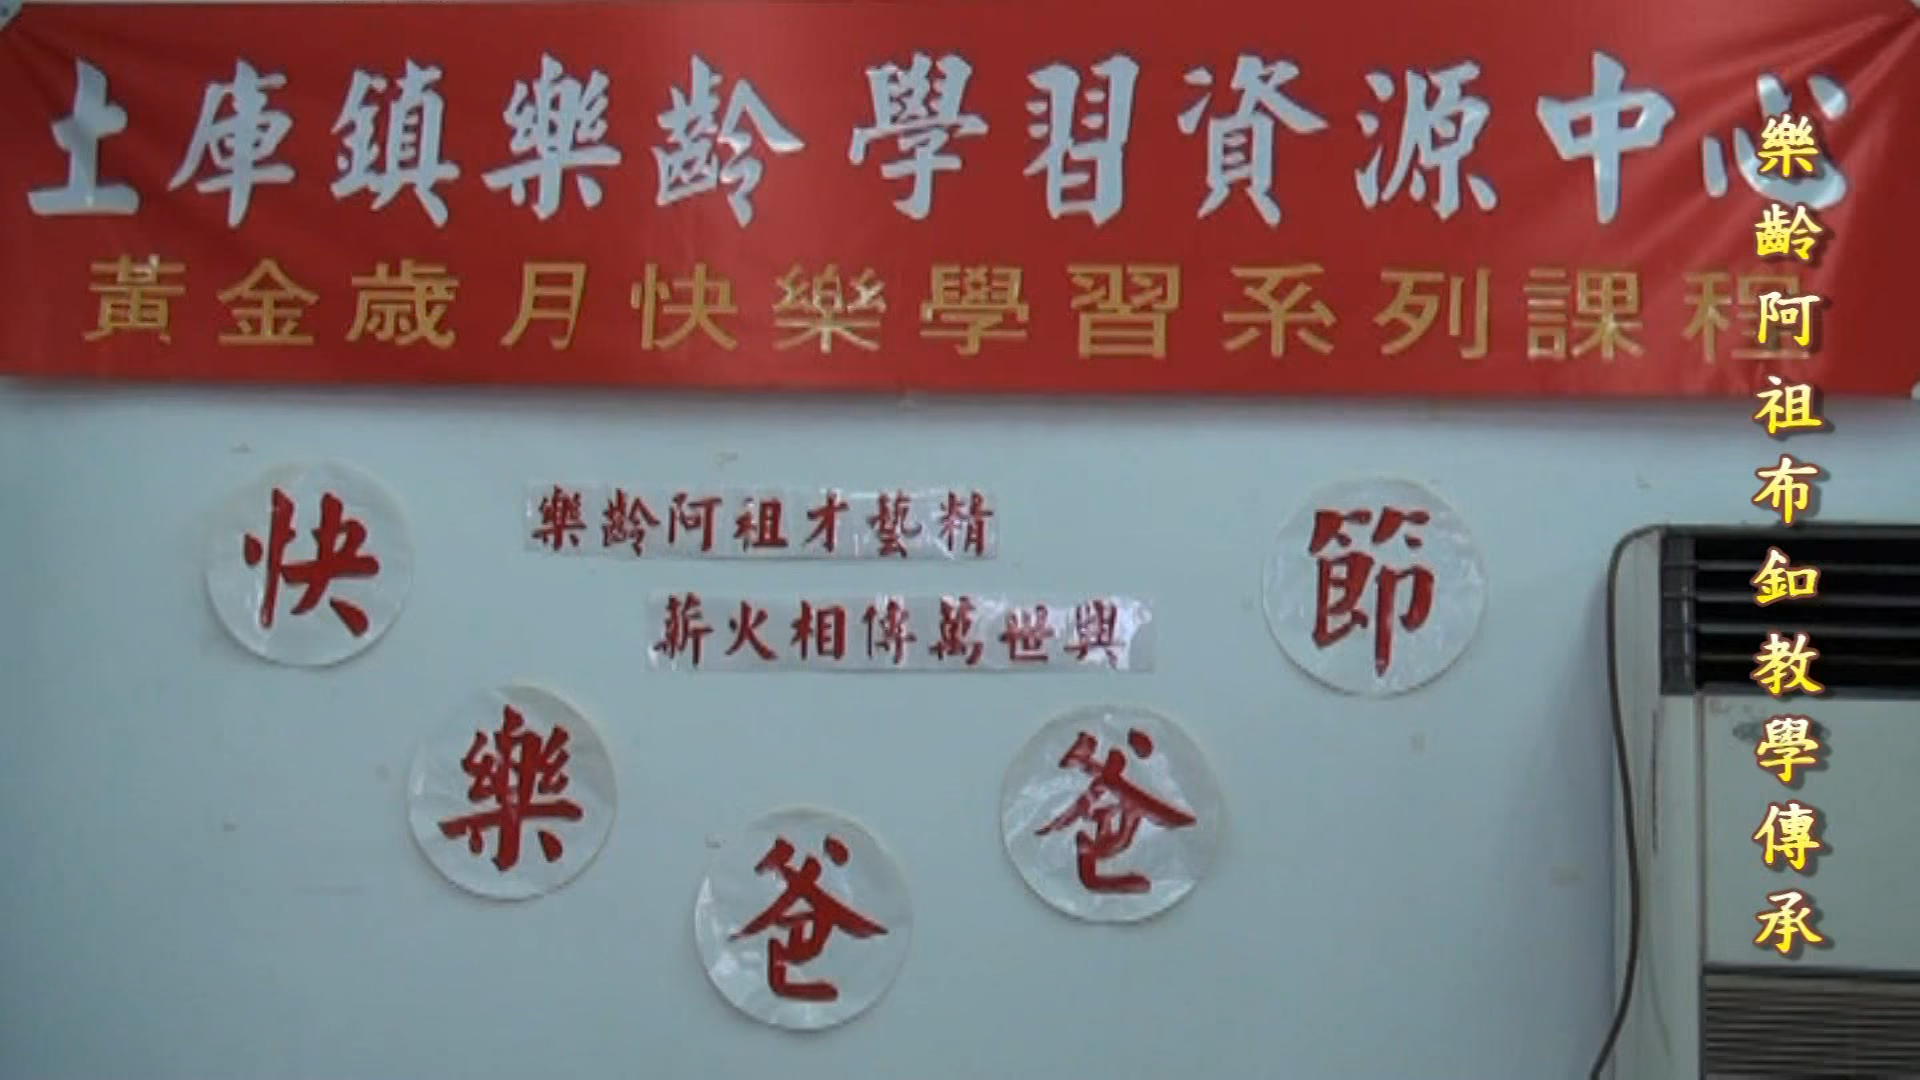 土庫鎮樂齡學習資源中心
黃金歲月快樂學習系列課程
樂齡阿祖才藝精
薪火相傳萬世興
快樂爸爸節
樂齡阿祖布釦教學傳承